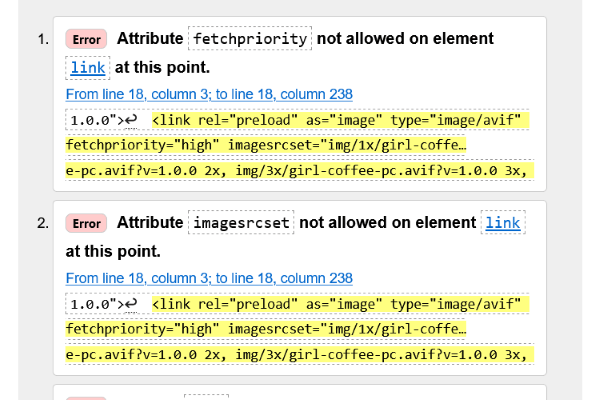 1. Error Attribute fetchpriority not allowed on element
link at this point.
From line 18, column 3; to line 18, column 238
1.0.0">↩ <link rel="preload" as="image" type="image/avif"
fetchpriority="high" imagesrcset="img/1x/girl-coffe…
e-pc.avif?v=1.0.0 2x, img/3x/girl-coffee-pc.avif?v=1.0.0 3x,
2. Error Attribute imagesrcset not allowed on element link
at this point.
From line 18, column 3; to line 18, column 238
1.0.0">↩ <link rel="preload" as="image" type="image/avif"
fetchpriority="high" imagesrcset="img/1x/girl-coffe…
e-pc.avif?v=1.0.0 2x, img/3x/girl-coffee-pc.avif?v=1.0.0 3x,